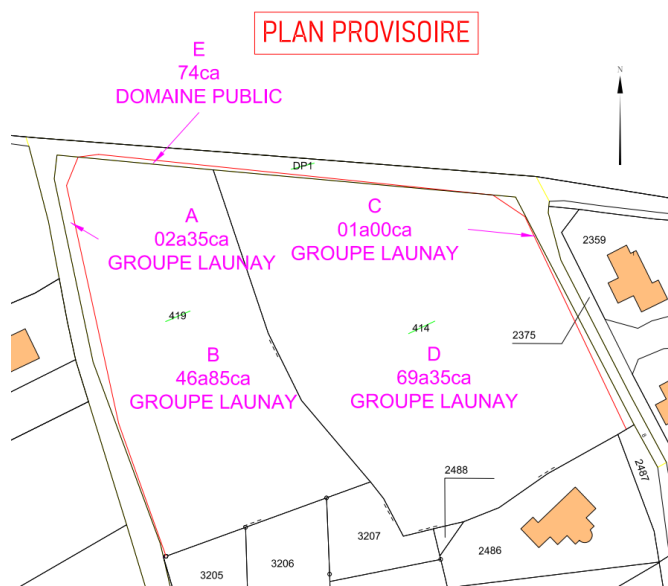 PLAN PROVISOIRE
E
74ca
DOMAINE PUBLIC
N
DP1
A
02a35ca
GROUPE LAUNAY
C
01a00ca
GROUPE LAUNAY
2359
419
414
2375
B
46a85ca
GROUPE LAUNAY
D
69a35ca
GROUPE LAUNAY
2488
2487
3207
2486
3206
3205